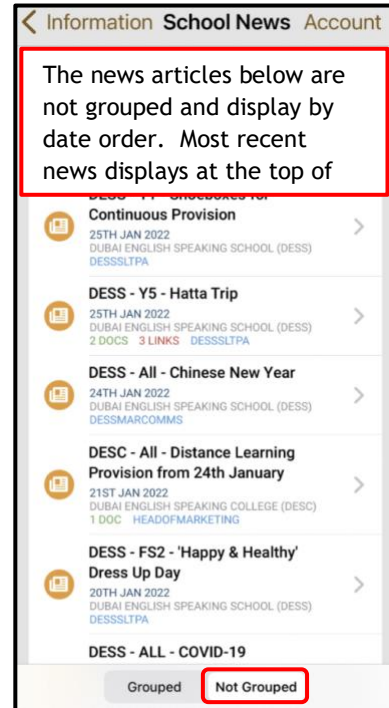 Information School News Account
The news articles below are
not grouped and display by
date order. Most recent
news displays at the top of
Continuous Provision
25TH JAN 2022
DUBAI ENGLISH SPEAKING SCHOOL (DESS)
DESSSLTPA
DESS - Y5 - Hatta Trip
25TH JAN 2022
DUBAI ENGLISH SPEAKING SCHOOL (DESS)
2 DOCS 3 LINKS DESSSLTPA
DESS - All - Chinese New Year
24TH JAN 2022
DUBAI ENGLISH SPEAKING SCHOOL (DESS)
DESSMARCOMMS
DESC - All - Distance Learning
Provision from 24th January
21ST JAN 2022
DUBAI ENGLISH SPEAKING COLLEGE (DESC)
1 DOC HEADOFMARKETING
DESS - FS2 - 'Happy & Healthy'
Dress Up Day
20TH JAN 2022
DUBAI ENGLISH SPEAKING SCHOOL (DESS)
DESSSLTPA
DESS - ALL - COVID-19
Grouped Not Grouped